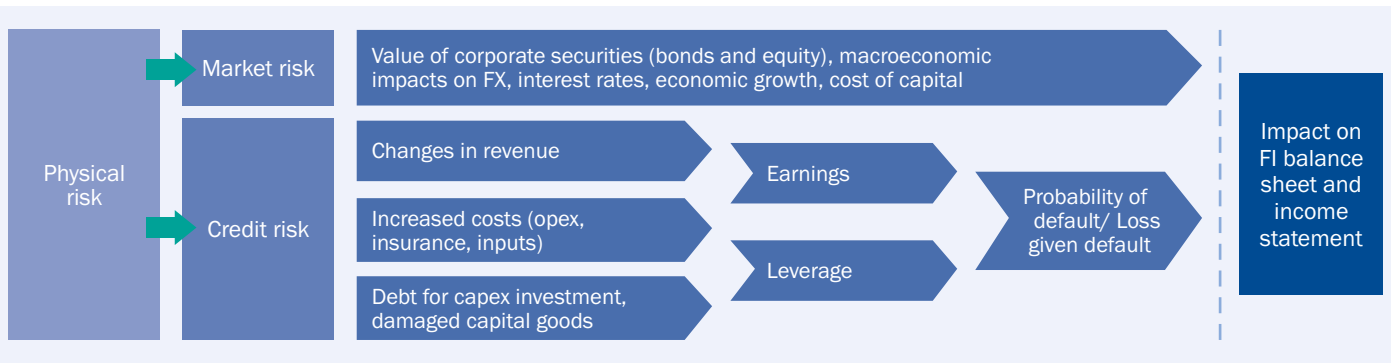 Physical
risk
Market risk
Value of corporate securities (bonds and equity), macroeconomic
impacts on FX, interest rates, economic growth, cost of capital
Credit risk
Changes in revenue
Increased costs (opex,
insurance, inputs)
Debt for capex investment,
damaged capital goods
Earnings
Leverage
Probability of
default/ Loss
given default
Impact on
FI balance
sheet and
income
statement